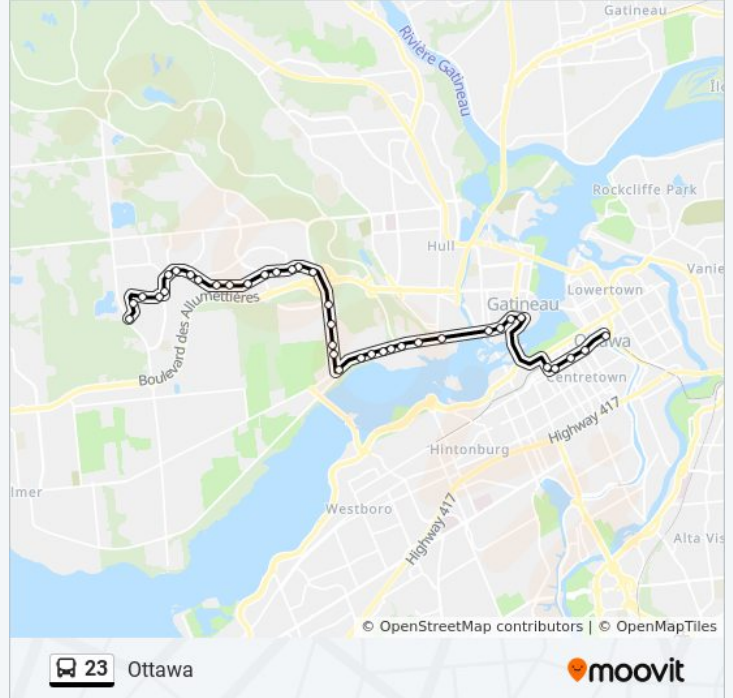 Gatineau
Rivière Gatineau
Rockcliffe Park
Hull
Vanie
Lowertown
Gatineau
Boulevard des Allumettières
Ottawa
Centretown
Highway 417
Hintonburg
lmer
Westboro
Highway 417
Alta Vis
© OpenStreetMap contributors | © OpenMapTiles
23 Ottawa
moovit